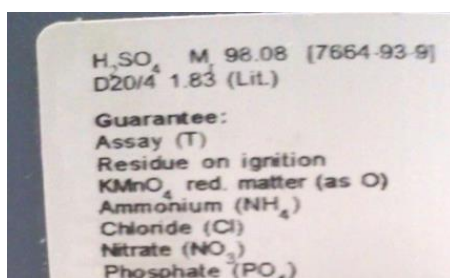 H₂SO₄ Mᵣ 98.08 [7664-93-9]
D20/4 1.83 (Lit.)
Guarantee:
Assay (T)
Residue on ignition
KMnO₄ red. matter (as O)
Ammonium (NH₄)
Chloride (Cl)
Nitrate (NO₃)
Phosphate (PO₄)